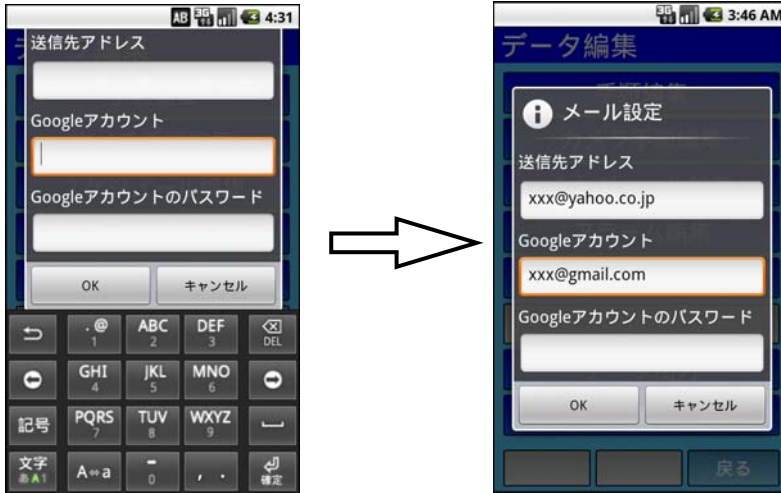 AB 3G 4:31
送信先アドレス
Googleアカウント
Googleアカウントのパスワード
OK キャンセル
.@ 1 ABC 2 DEF 3 DEL
GHI 4 JKL 5 MNO 6
記号 PQRS 7 TUV 8 WXYZ 9
文字 あA1 A⇔a - 0 , . 確定
3G 3:46 AM
データ編集
メール設定
送信先アドレス
xxx@yahoo.co.jp
Googleアカウント
xxx@gmail.com
Googleアカウントのパスワード
OK キャンセル
戻る